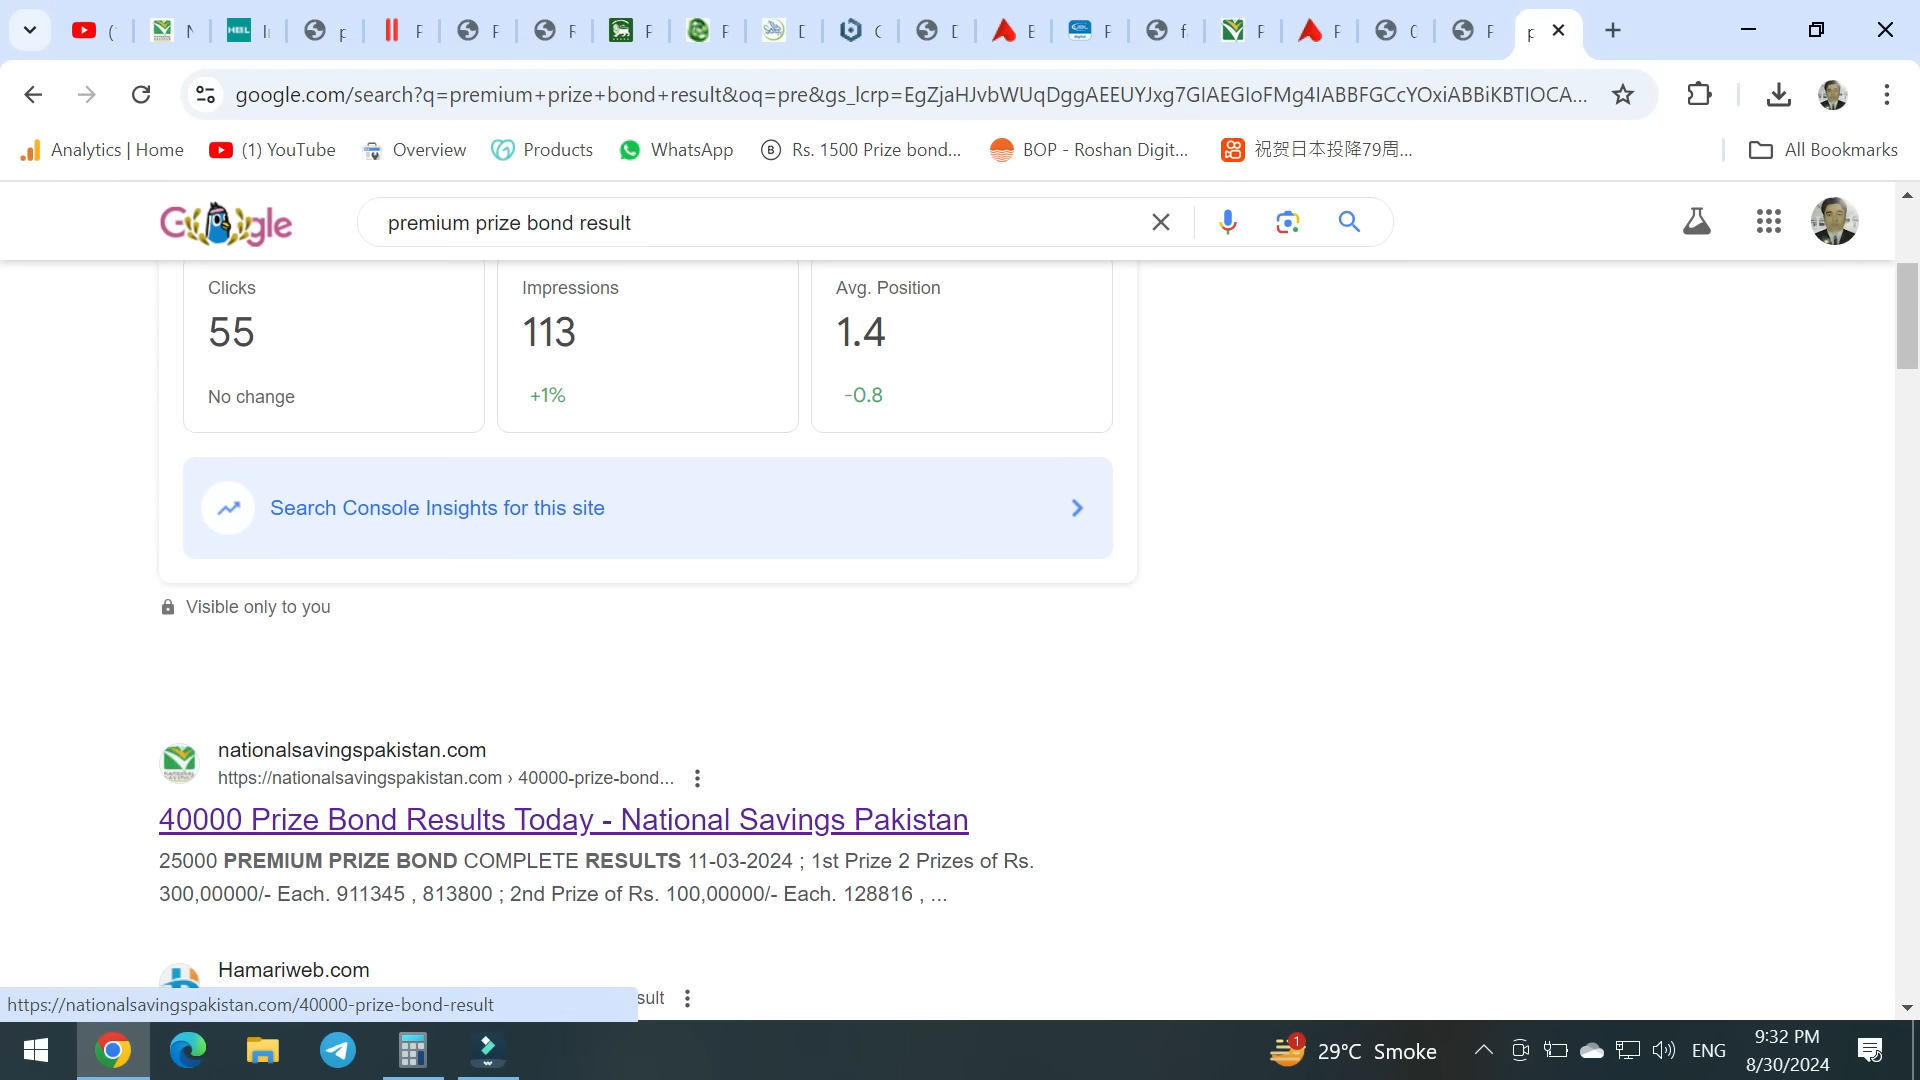 google.com/search?q=premium+prize+bond+result&oq=pre&gs_lcrp=EgZjaHJvbWUqDggAEEUYJxg7GIAEGIoFMg4IABBFGCcYOxiABBiKBTIOCA...
Analytics | Home
(1) YouTube
Overview
Products
WhatsApp
Rs. 1500 Prize bond...
BOP - Roshan Digit...
祝贺日本投降79周...
All Bookmarks
premium prize bond result
Clicks
55
No change
Impressions
113
+1%
Avg. Position
1.4
-0.8
Search Console Insights for this site
Visible only to you
nationalsavingspakistan.com
https://nationalsavingspakistan.com › 40000-prize-bond...
40000 Prize Bond Results Today - National Savings Pakistan
25000 PREMIUM PRIZE BOND COMPLETE RESULTS 11-03-2024 ; 1st Prize 2 Prizes of Rs.
300,00000/- Each. 911345 , 813800 ; 2nd Prize of Rs. 100,00000/- Each. 128816 , ...
Hamariweb.com
sult
https://nationalsavingspakistan.com/40000-prize-bond-result
1
29°C Smoke
ENG
9:32 PM
8/30/2024